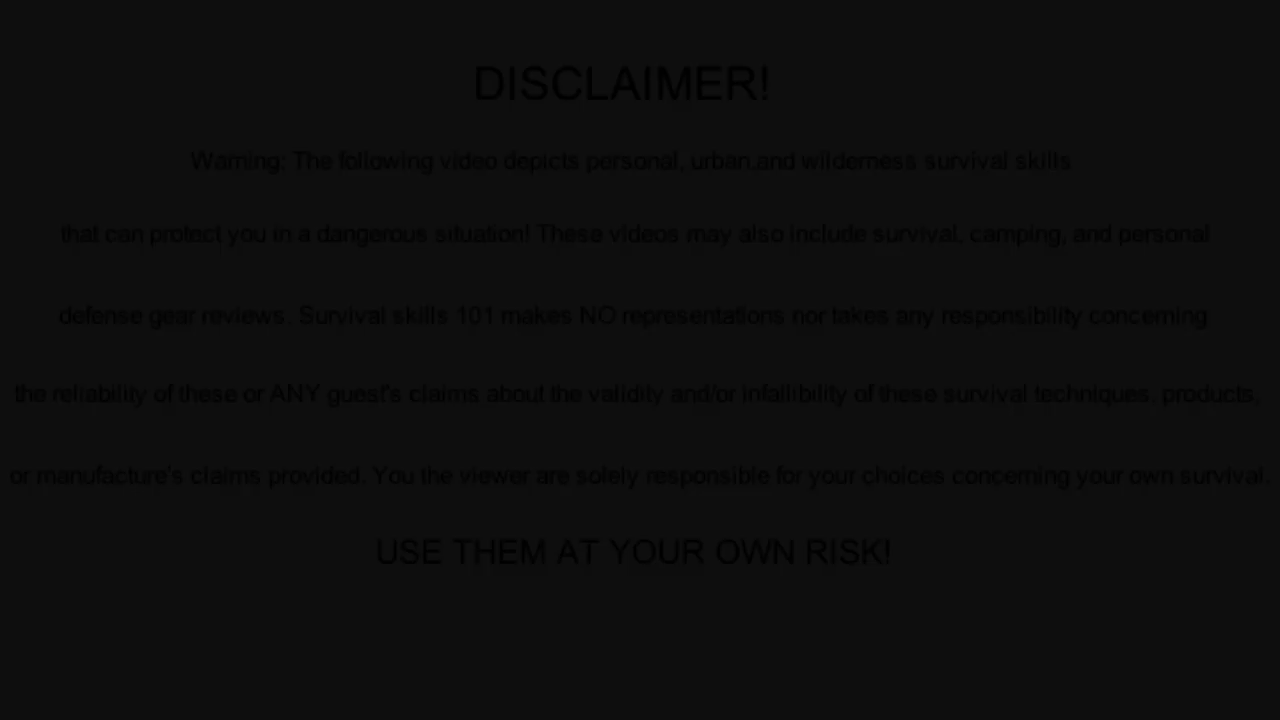 DISCLAIMER!
Warning: The following video depicts personal, urban,and wilderness survival skills
that can protect you in a dangerous situation! These videos may also include survival, camping, and personal
defense gear reviews. Survival skills 101 makes NO representations nor takes any responsibility concerning
the reliability of these or ANY guest's claims about the validity and/or infallibility of these survival techniques, products,
or manufacture's claims provided. You the viewer are solely responsible for your choices concerning your own survival.
USE THEM AT YOUR OWN RISK!